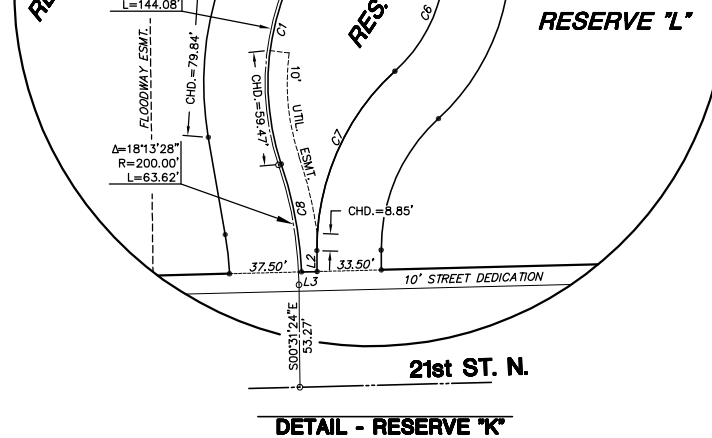 L=144.08'
RE
C1
RES.
C6
RESERVE "L"
FLOODWAY ESMT.
CHD.=79.84'
CHD.=59.47'
10' UTIL. ESMT.
C7
Δ=18°13'28"
R=200.00'
L=63.62'
C8
CHD.=8.85'
L2
37.50'
33.50'
L3
10' STREET DEDICATION
S00°31'24"E
53.27'
21st ST. N.
DETAIL - RESERVE "K"